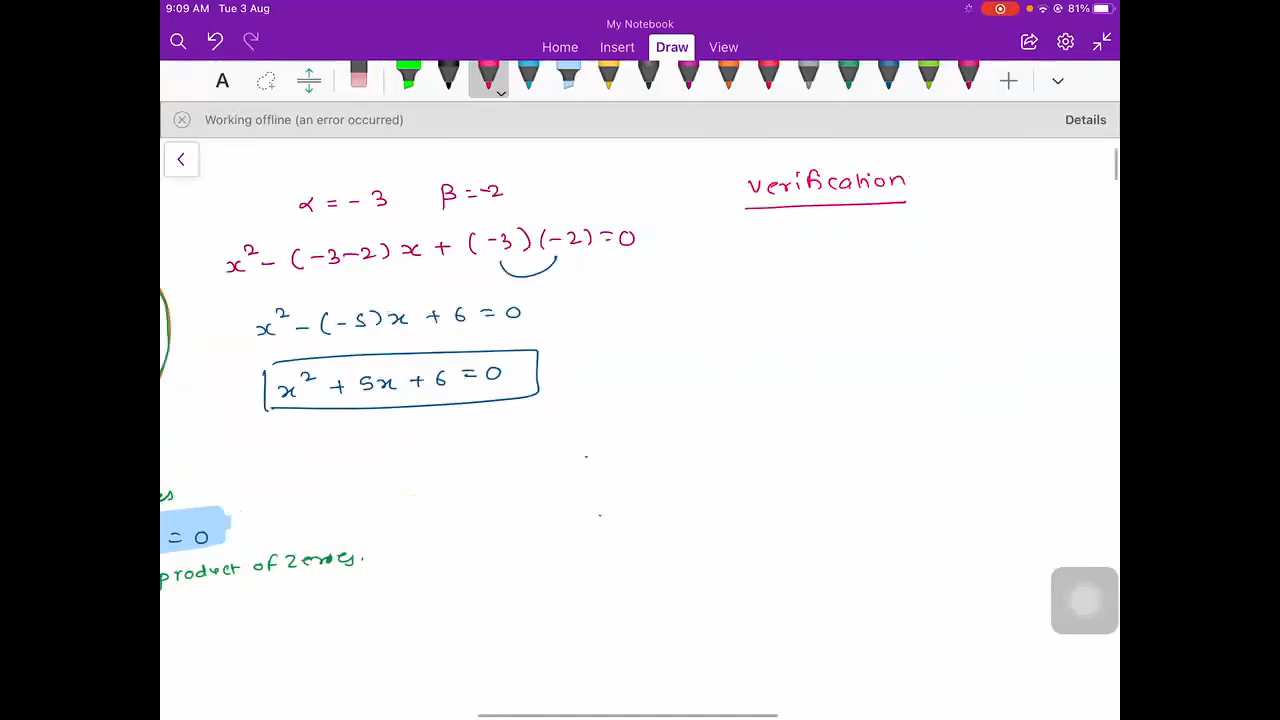 9:09 AM Tue 3 Aug
81%
My Notebook
Home Insert Draw View
A
Working offline (an error occurred)
Details
α = - 3 β = -2
verification
x² - (-3-2) x + (-3) (-2) = 0
x² - (-5)x + 6 = 0
x² + 5x + 6 = 0
es
= 0
product of zeroes.